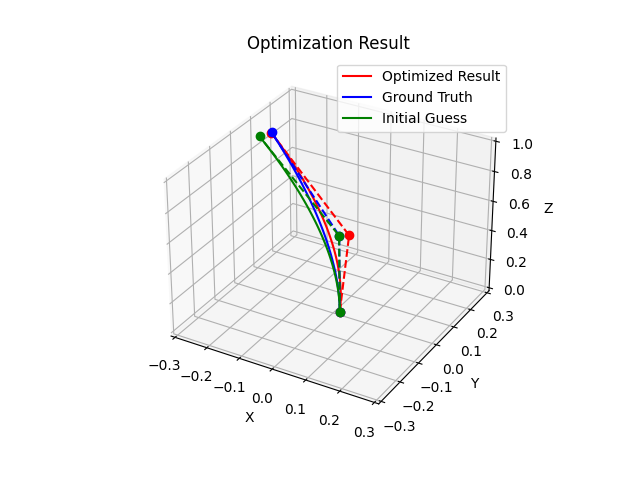 Optimization Result
Optimized Result
Ground Truth
Initial Guess
1.0
0.8
Z
0.6
0.4
0.2
0.0
0.3
0.2
0.1
0.0
Y
−0.1
−0.2
−0.3
−0.3
−0.2
−0.1
0.0
X
0.1
0.2
0.3